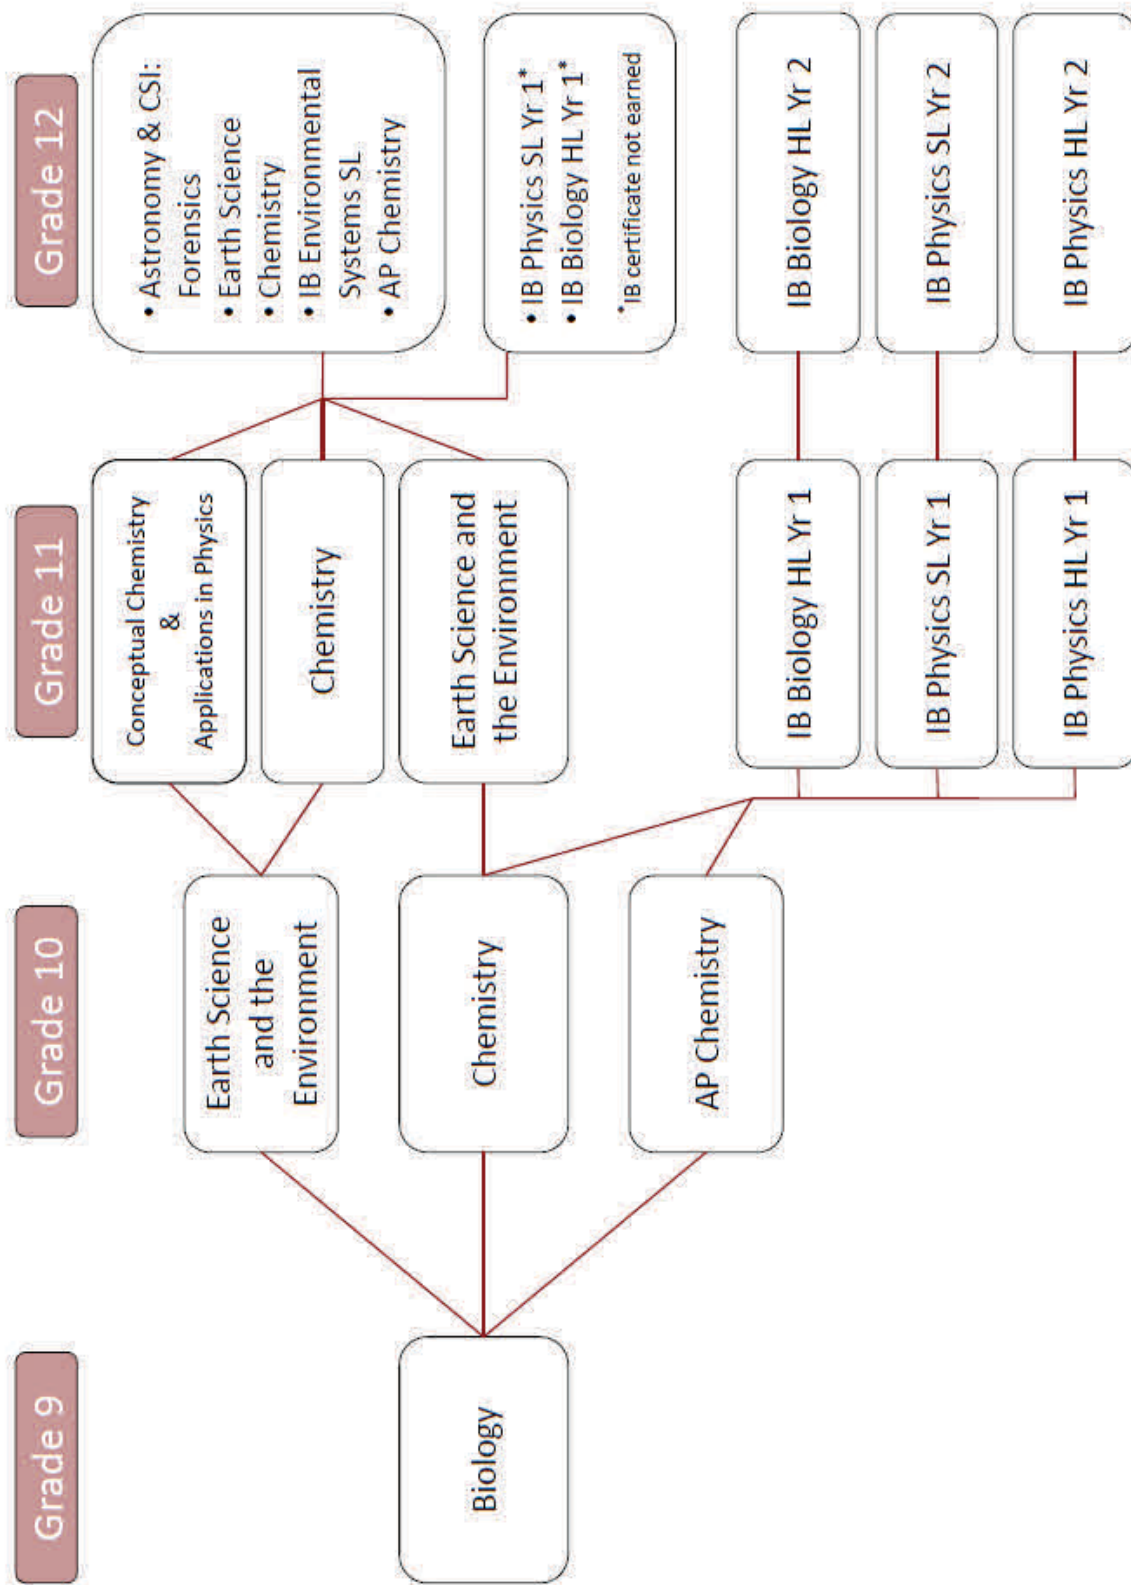 Grade 9
Grade 10
Grade 11
Grade 12
Biology
Earth Science
and the
Environment
Chemistry
AP Chemistry
Conceptual Chemistry
&
Applications in Physics
Chemistry
Earth Science and
the Environment
IB Biology HL Yr 1
IB Physics SL Yr 1
IB Physics HL Yr 1
• Astronomy & CSI:
Forensics
• Earth Science
• Chemistry
• IB Environmental
Systems SL
• AP Chemistry
• IB Physics SL Yr 1*
• IB Biology HL Yr 1*
*IB certificate not earned
IB Biology HL Yr 2
IB Physics SL Yr 2
IB Physics HL Yr 2